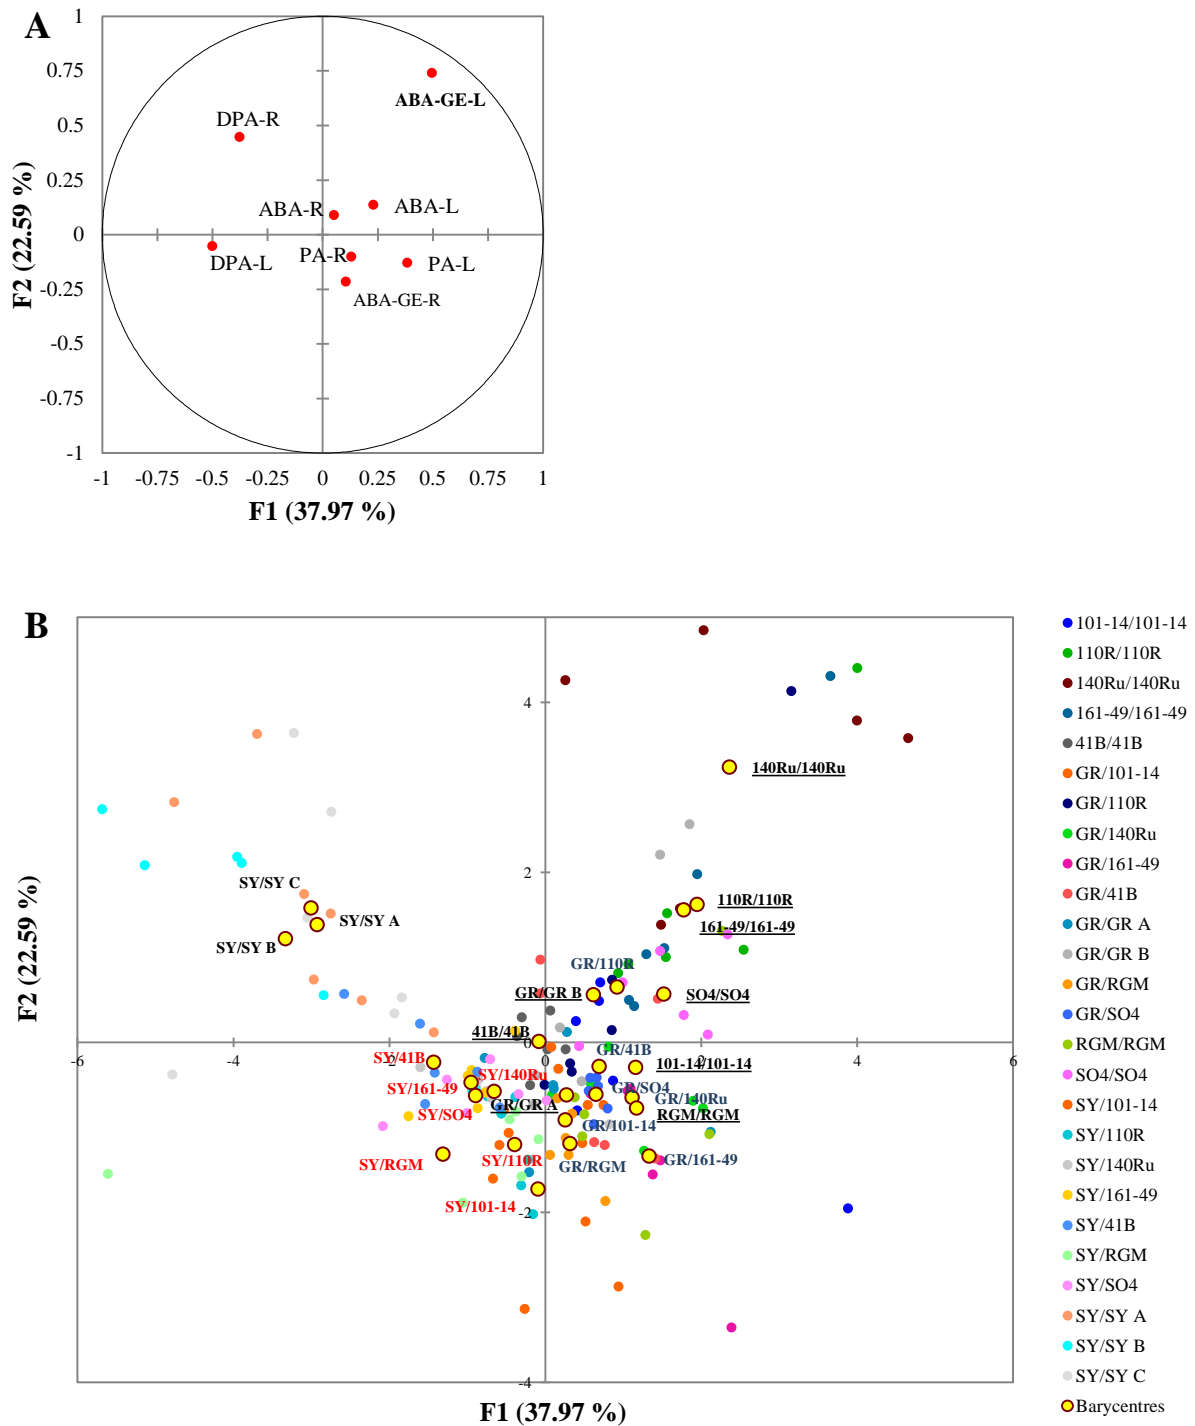 A
1
0.75
0.5
0.25
0
-0.25
-0.5
-0.75
-1
F2 (22.59 %)
ABA-GE-L
DPA-R
ABA-R
ABA-L
DPA-L
PA-R
PA-L
ABA-GE-R
-1 -0.75 -0.5 -0.25 0 0.25 0.5 0.75 1
F1 (37.97 %)
B
F2 (22.59 %)
4
2
0
-2
-4
-6 -4 -2 2 4 6
140Ru/140Ru
SY/SY C
SY/SY A
SY/SY B
110R/110R
161-49/161-49
GR/110R
GR/GR B
SO4/SO4
41B/41B
GR/41B
SY/41B
101-14/101-14
SY/140Ru
SY/161-49
GR/SO4
GR/140Ru
GR/GR A
SY/SO4
RGM/RGM
GR/101-14
SY/RGM
SY/110R
GR/RGM
GR/161-49
SY/101-14
F1 (37.97 %)
101-14/101-14
110R/110R
140Ru/140Ru
161-49/161-49
41B/41B
GR/101-14
GR/110R
GR/140Ru
GR/161-49
GR/41B
GR/GR A
GR/GR B
GR/RGM
GR/SO4
RGM/RGM
SO4/SO4
SY/101-14
SY/110R
SY/140Ru
SY/161-49
SY/41B
SY/RGM
SY/SO4
SY/SY A
SY/SY B
SY/SY C
Barycentres